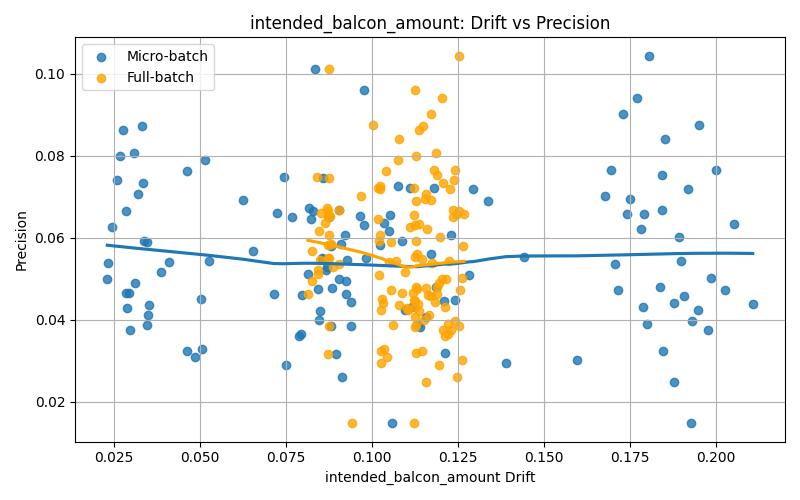 intended_balcon_amount: Drift vs Precision
Micro-batch
Full-batch
Precision
0.10
0.08
0.06
0.04
0.02
0.025 0.050 0.075 0.100 0.125 0.150 0.175 0.200
intended_balcon_amount Drift